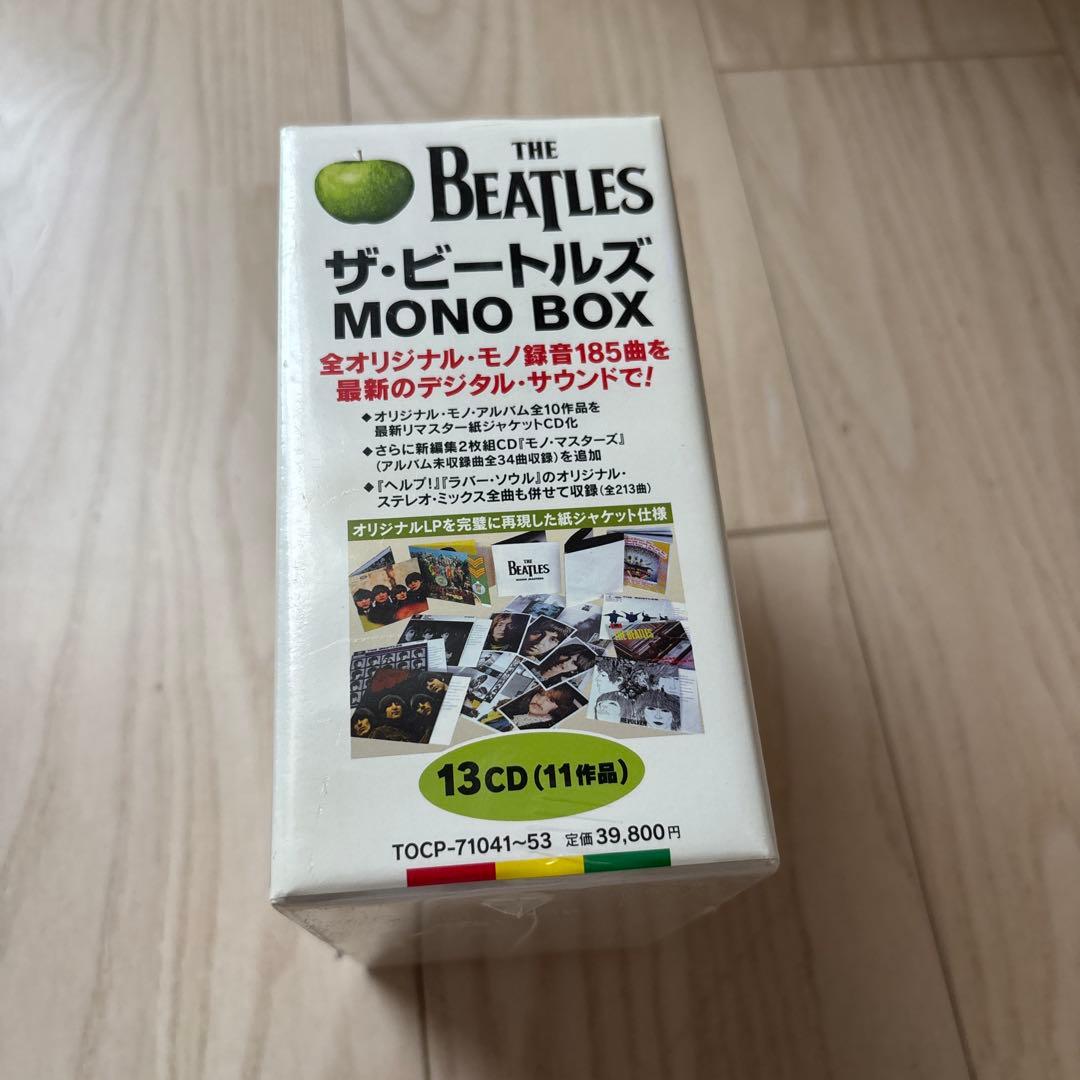 THE
BEATLES
ザ・ビートルズ
MONO BOX
全オリジナル・モノ録音185曲を
最新のデジタル・サウンドで!
◆オリジナル・モノ・アルバム全10作品を
最新リマスター紙ジャケットCD化
◆さらに新編集2枚組CD『モノ・マスターズ』
(アルバム未収録曲全34曲収録)を追加
◆『ヘルプ!』『ラバー・ソウル』のオリジナル・
ステレオ・ミックス全曲も併せて収録(全213曲)
オリジナルLPを完璧に再現した紙ジャケット仕様
THE
BEATLES
MONO MASTERS
THE BEATLES
REVOLVER
13CD(11作品)
TOCP-71041~53 定価39,800円